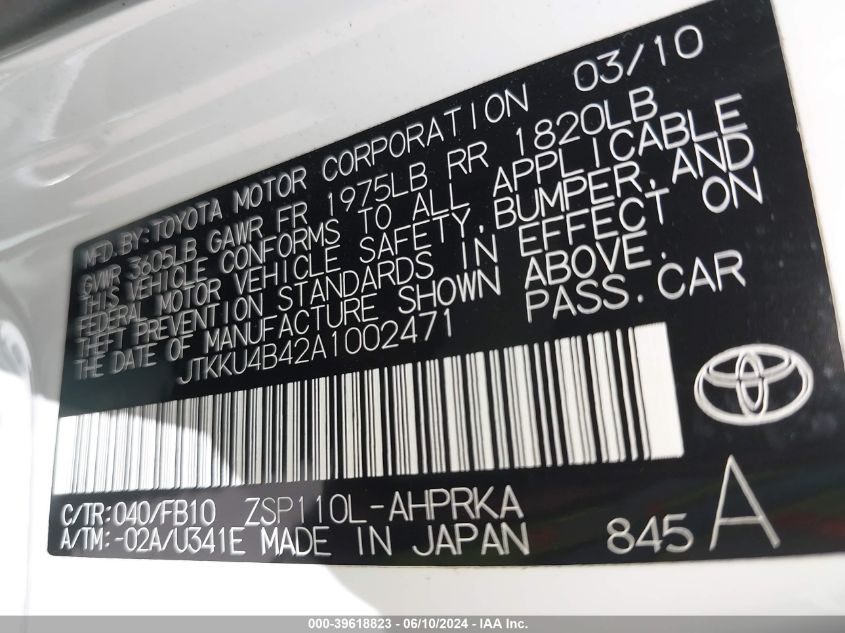 MFD. BY: TOYOTA MOTOR CORPORATION 03/10
GVWR 3605LB GAWR FR 1975LB RR 1820LB
THIS VEHICLE CONFORMS TO ALL APPLICABLE
FEDERAL MOTOR VEHICLE SAFETY, BUMPER, AND
THEFT PREVENTION STANDARDS IN EFFECT ON
THE DATE OF MANUFACTURE SHOWN ABOVE.
JTKKU4B42A1002471 PASS. CAR
C/TR: 040/FB10 ZSP110L-AHPRKA
A/TM: -02A/U341E MADE IN JAPAN 845 A
000-39618823 - 06/10/2024 - IAA Inc.